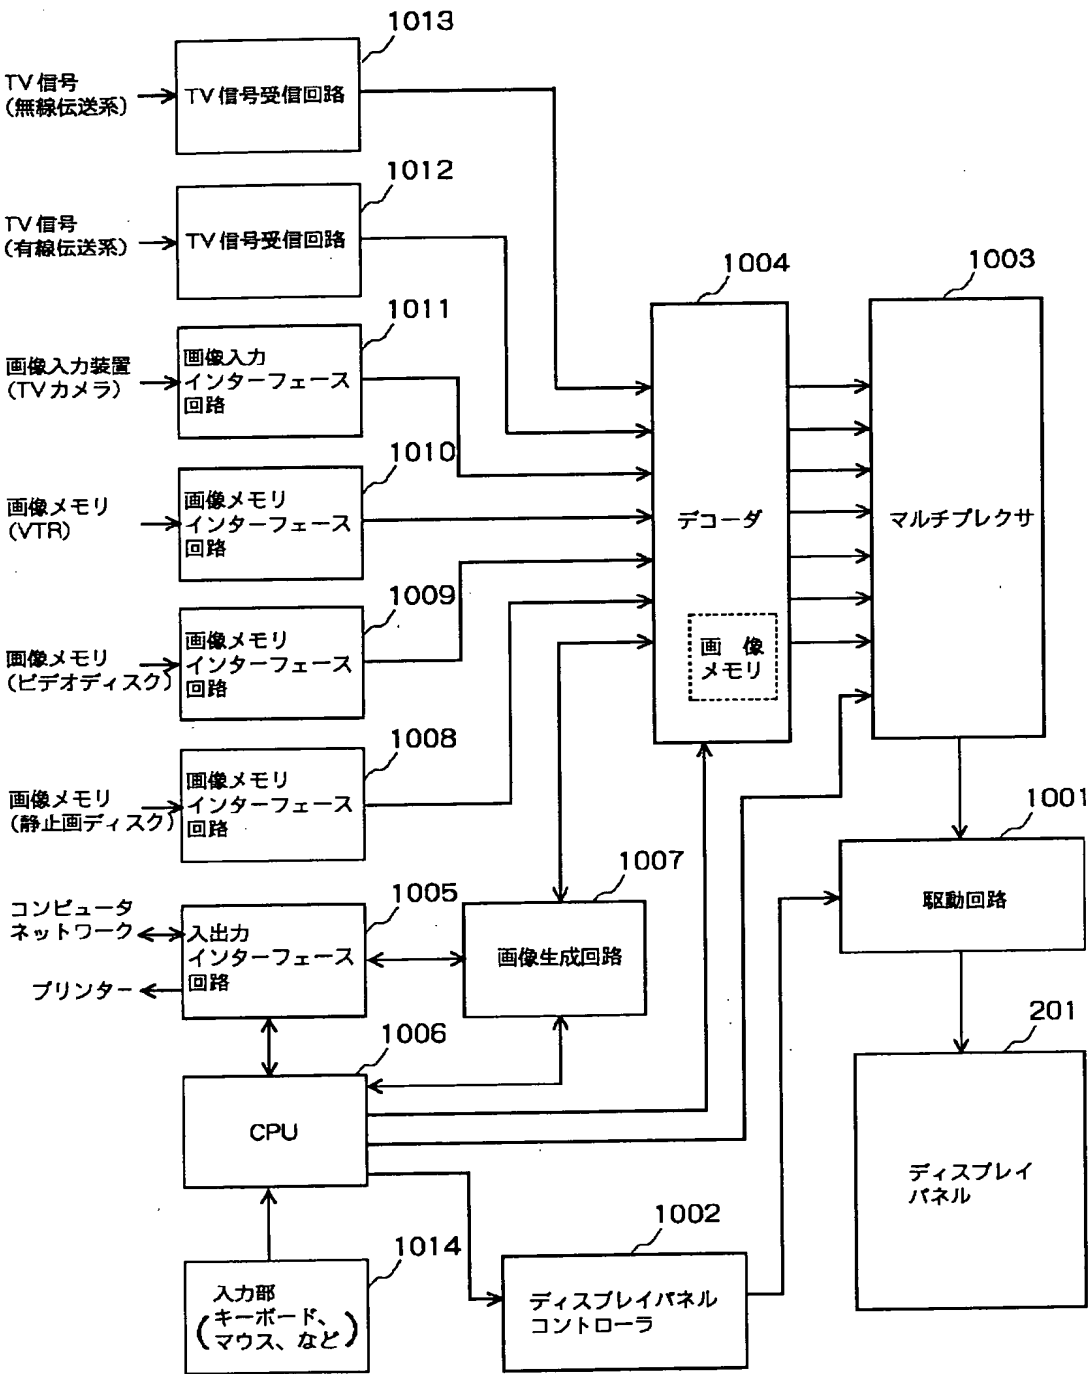 1013
TV信号
(無線伝送系)
TV信号受信回路
1012
TV信号
(有線伝送系)
TV信号受信回路
1011
画像入力装置
(TVカメラ)
画像入力
インターフェース
回路
1010
画像メモリ
(VTR)
画像メモリ
インターフェース
回路
1009
画像メモリ
(ビデオディスク)
画像メモリ
インターフェース
回路
1008
画像メモリ
(静止画ディスク)
画像メモリ
インターフェース
回路
1004
デコーダ
画 像
メモリ
1003
マルチプレクサ
1001
駆動回路
1007
画像生成回路
1005
コンピュータ
ネットワーク
プリンター
入出力
インターフェース
回路
1006
CPU
201
ディスプレイ
パネル
1014
入力部
(キーボード、
マウス、など)
1002
ディスプレイパネル
コントローラ